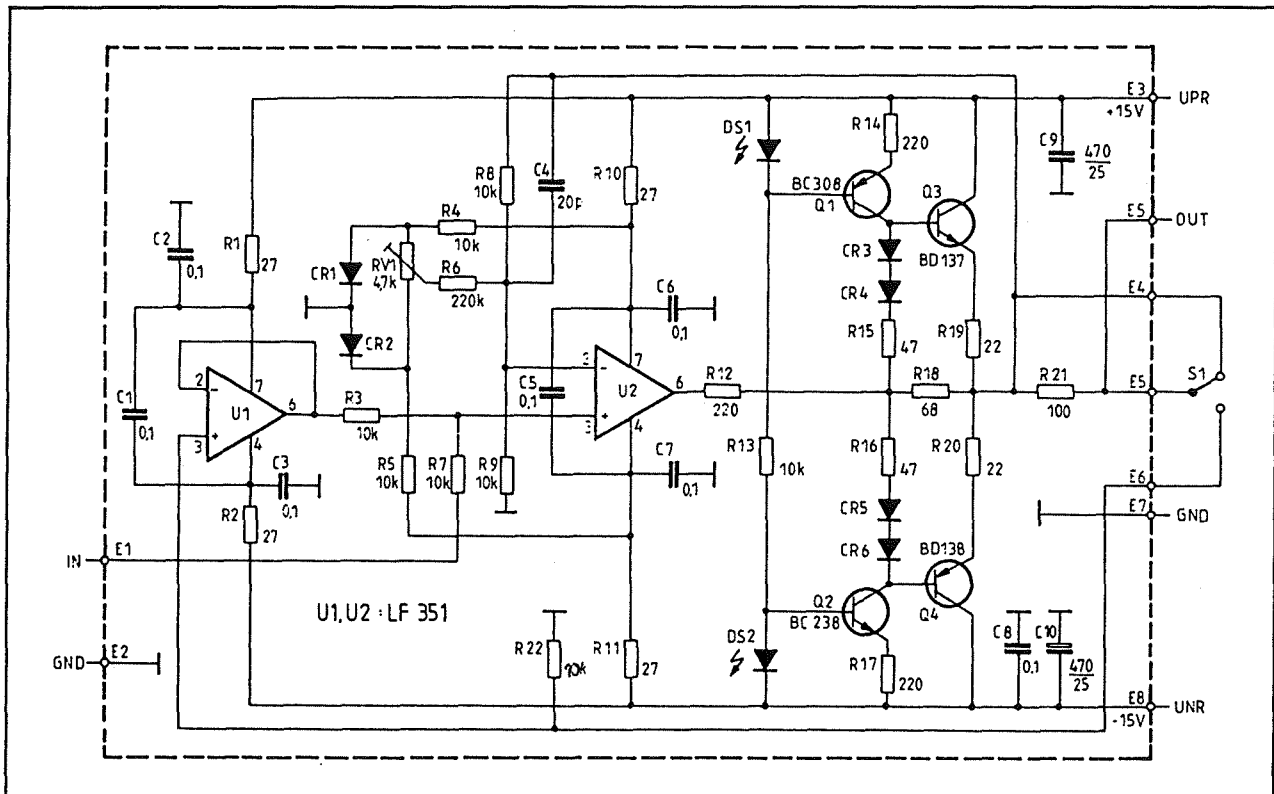 E3
UPR
+15V
DS1
R14
220
C9
470
25
R8
10k
C4
20p
R10
27
BC308
Q1
Q3
E5
OUT
C2
0,1
R1
27
R4
10k
RV1
4,7k
R6
220k
CR1
CR3
BD137
CR4
E4
C6
0,1
CR2
R15
47
R19
22
C1
0,1
2
-
7
U1
6
+
3
4
R3
10k
C5
0,1
3
-
7
U2
6
+
3
4
R12
220
R18
68
R21
100
E5
S1
C3
0,1
R5
10k
R7
10k
R9
10k
C7
0,1
R13
10k
R16
47
R20
22
E6
E7
GND
R2
27
CR5
CR6
BD138
IN
E1
U1,U2 : LF 351
Q2
BC238
Q4
C8
0,1
C10
470
25
GND
E2
R22
10k
R11
27
DS2
R17
220
E8
UNR
-15V